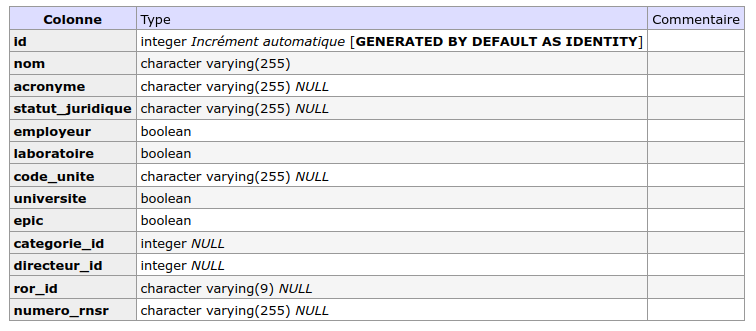 Colonne Type Commentaire
id integer Incrément automatique [GENERATED BY DEFAULT AS IDENTITY]
nom character varying(255)
acronyme character varying(255) NULL
statut_juridique character varying(255) NULL
employeur boolean
laboratoire boolean
code_unite character varying(255) NULL
universite boolean
epic boolean
categorie_id integer NULL
directeur_id integer NULL
ror_id character varying(9) NULL
numero_rnsr character varying(255) NULL